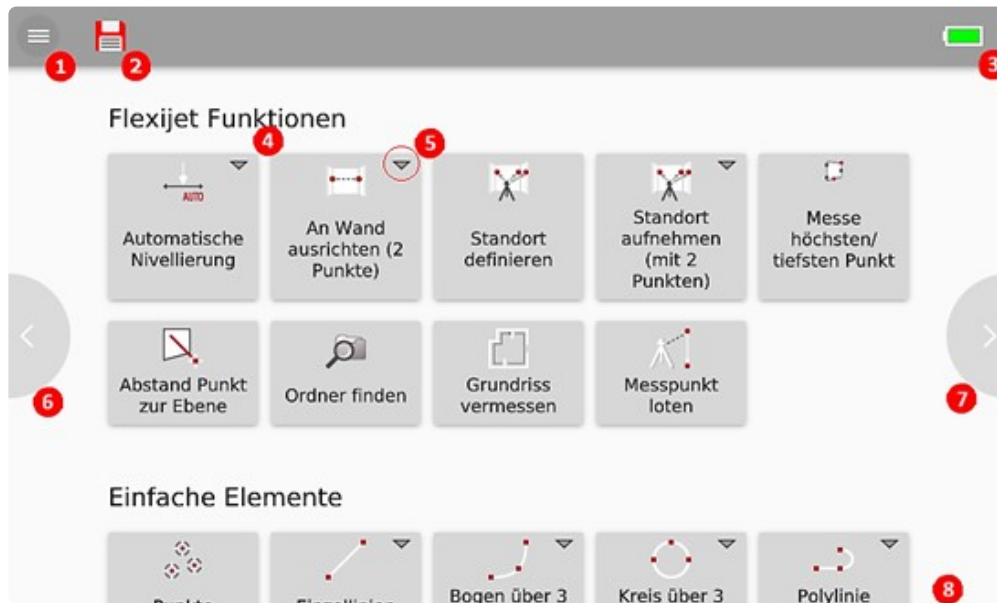 1
2
3
Flexijet Funktionen
4
5
AUTO
Automatische
Nivellierung
An Wand
ausrichten (2
Punkte)
Standort
definieren
Standort
aufnehmen
(mit 2
Punkten)
Messe
höchsten/
tiefsten Punkt
6
Abstand Punkt
zur Ebene
Ordner finden
Grundriss
vermessen
Messpunkt
loten
7
Einfache Elemente
Punkte
Einzellinien
Bogen über 3
Kreis über 3
Polylinie
8